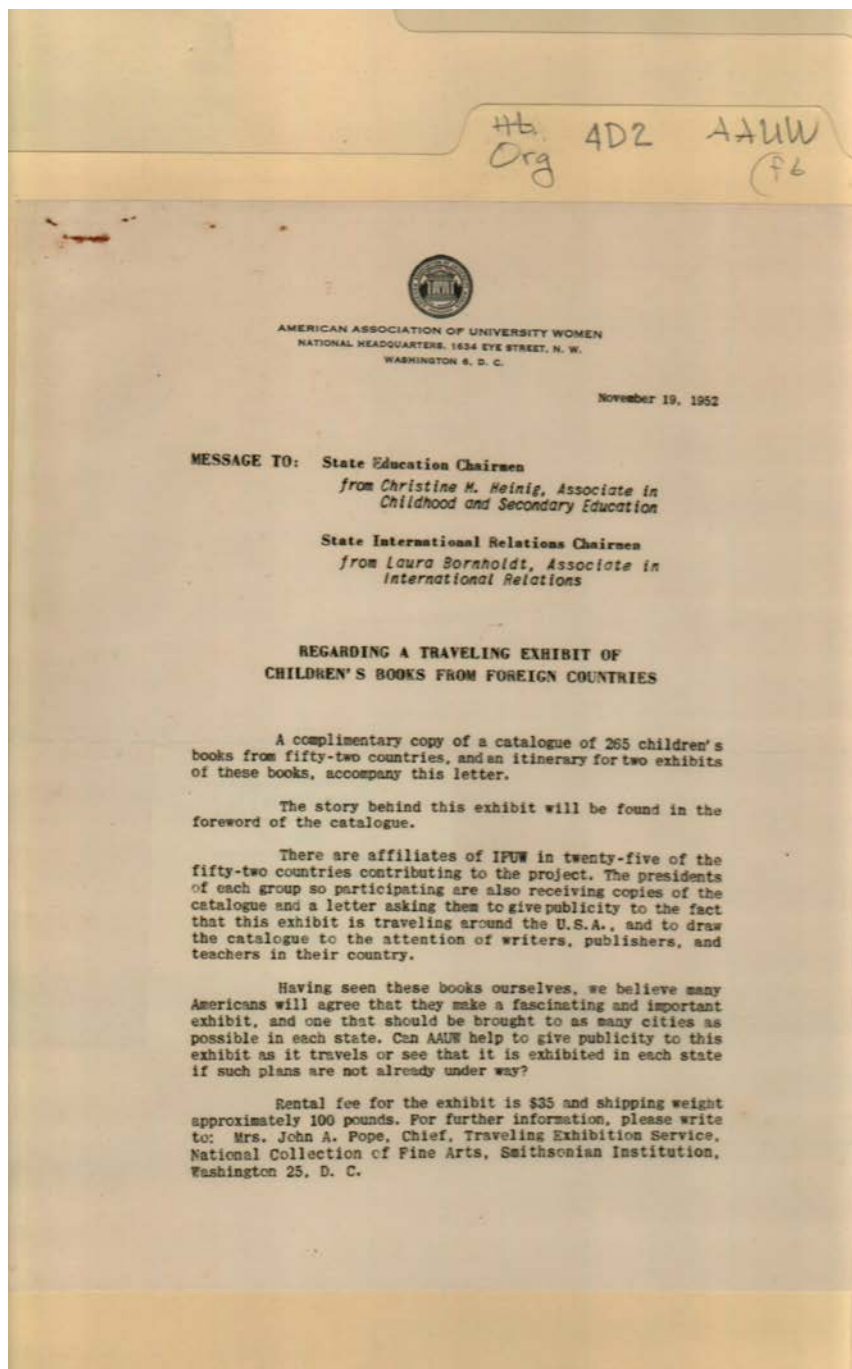 Hb. 4D2 AAUW
Org (f6
AMERICAN ASSOCIATION OF UNIVERSITY WOMEN
NATIONAL HEADQUARTERS, 1634 EYE STREET, N. W.
WASHINGTON 6, D. C.
November 19, 1952
MESSAGE TO: State Education Chairmen
from Christine M. Heinig, Associate in
Childhood and Secondary Education
State International Relations Chairmen
from Laura Bornholdt, Associate in
International Relations
REGARDING A TRAVELING EXHIBIT OF
CHILDREN'S BOOKS FROM FOREIGN COUNTRIES
A complimentary copy of a catalogue of 265 children's
books from fifty-two countries, and an itinerary for two exhibits
of these books, accompany this letter.
The story behind this exhibit will be found in the
foreword of the catalogue.
There are affiliates of IFUW in twenty-five of the
fifty-two countries contributing to the project. The presidents
of each group so participating are also receiving copies of the
catalogue and a letter asking them to give publicity to the fact
that this exhibit is traveling around the U.S.A., and to draw
the catalogue to the attention of writers, publishers, and
teachers in their country.
Having seen these books ourselves, we believe many
Americans will agree that they make a fascinating and important
exhibit, and one that should be brought to as many cities as
possible in each state. Can AAUW help to give publicity to this
exhibit as it travels or see that it is exhibited in each state
if such plans are not already under way?
Rental fee for the exhibit is $35 and shipping weight
approximately 100 pounds. For further information, please write
to: Mrs. John A. Pope, Chief, Traveling Exhibition Service,
National Collection of Fine Arts, Smithsonian Institution,
Washington 25, D. C.